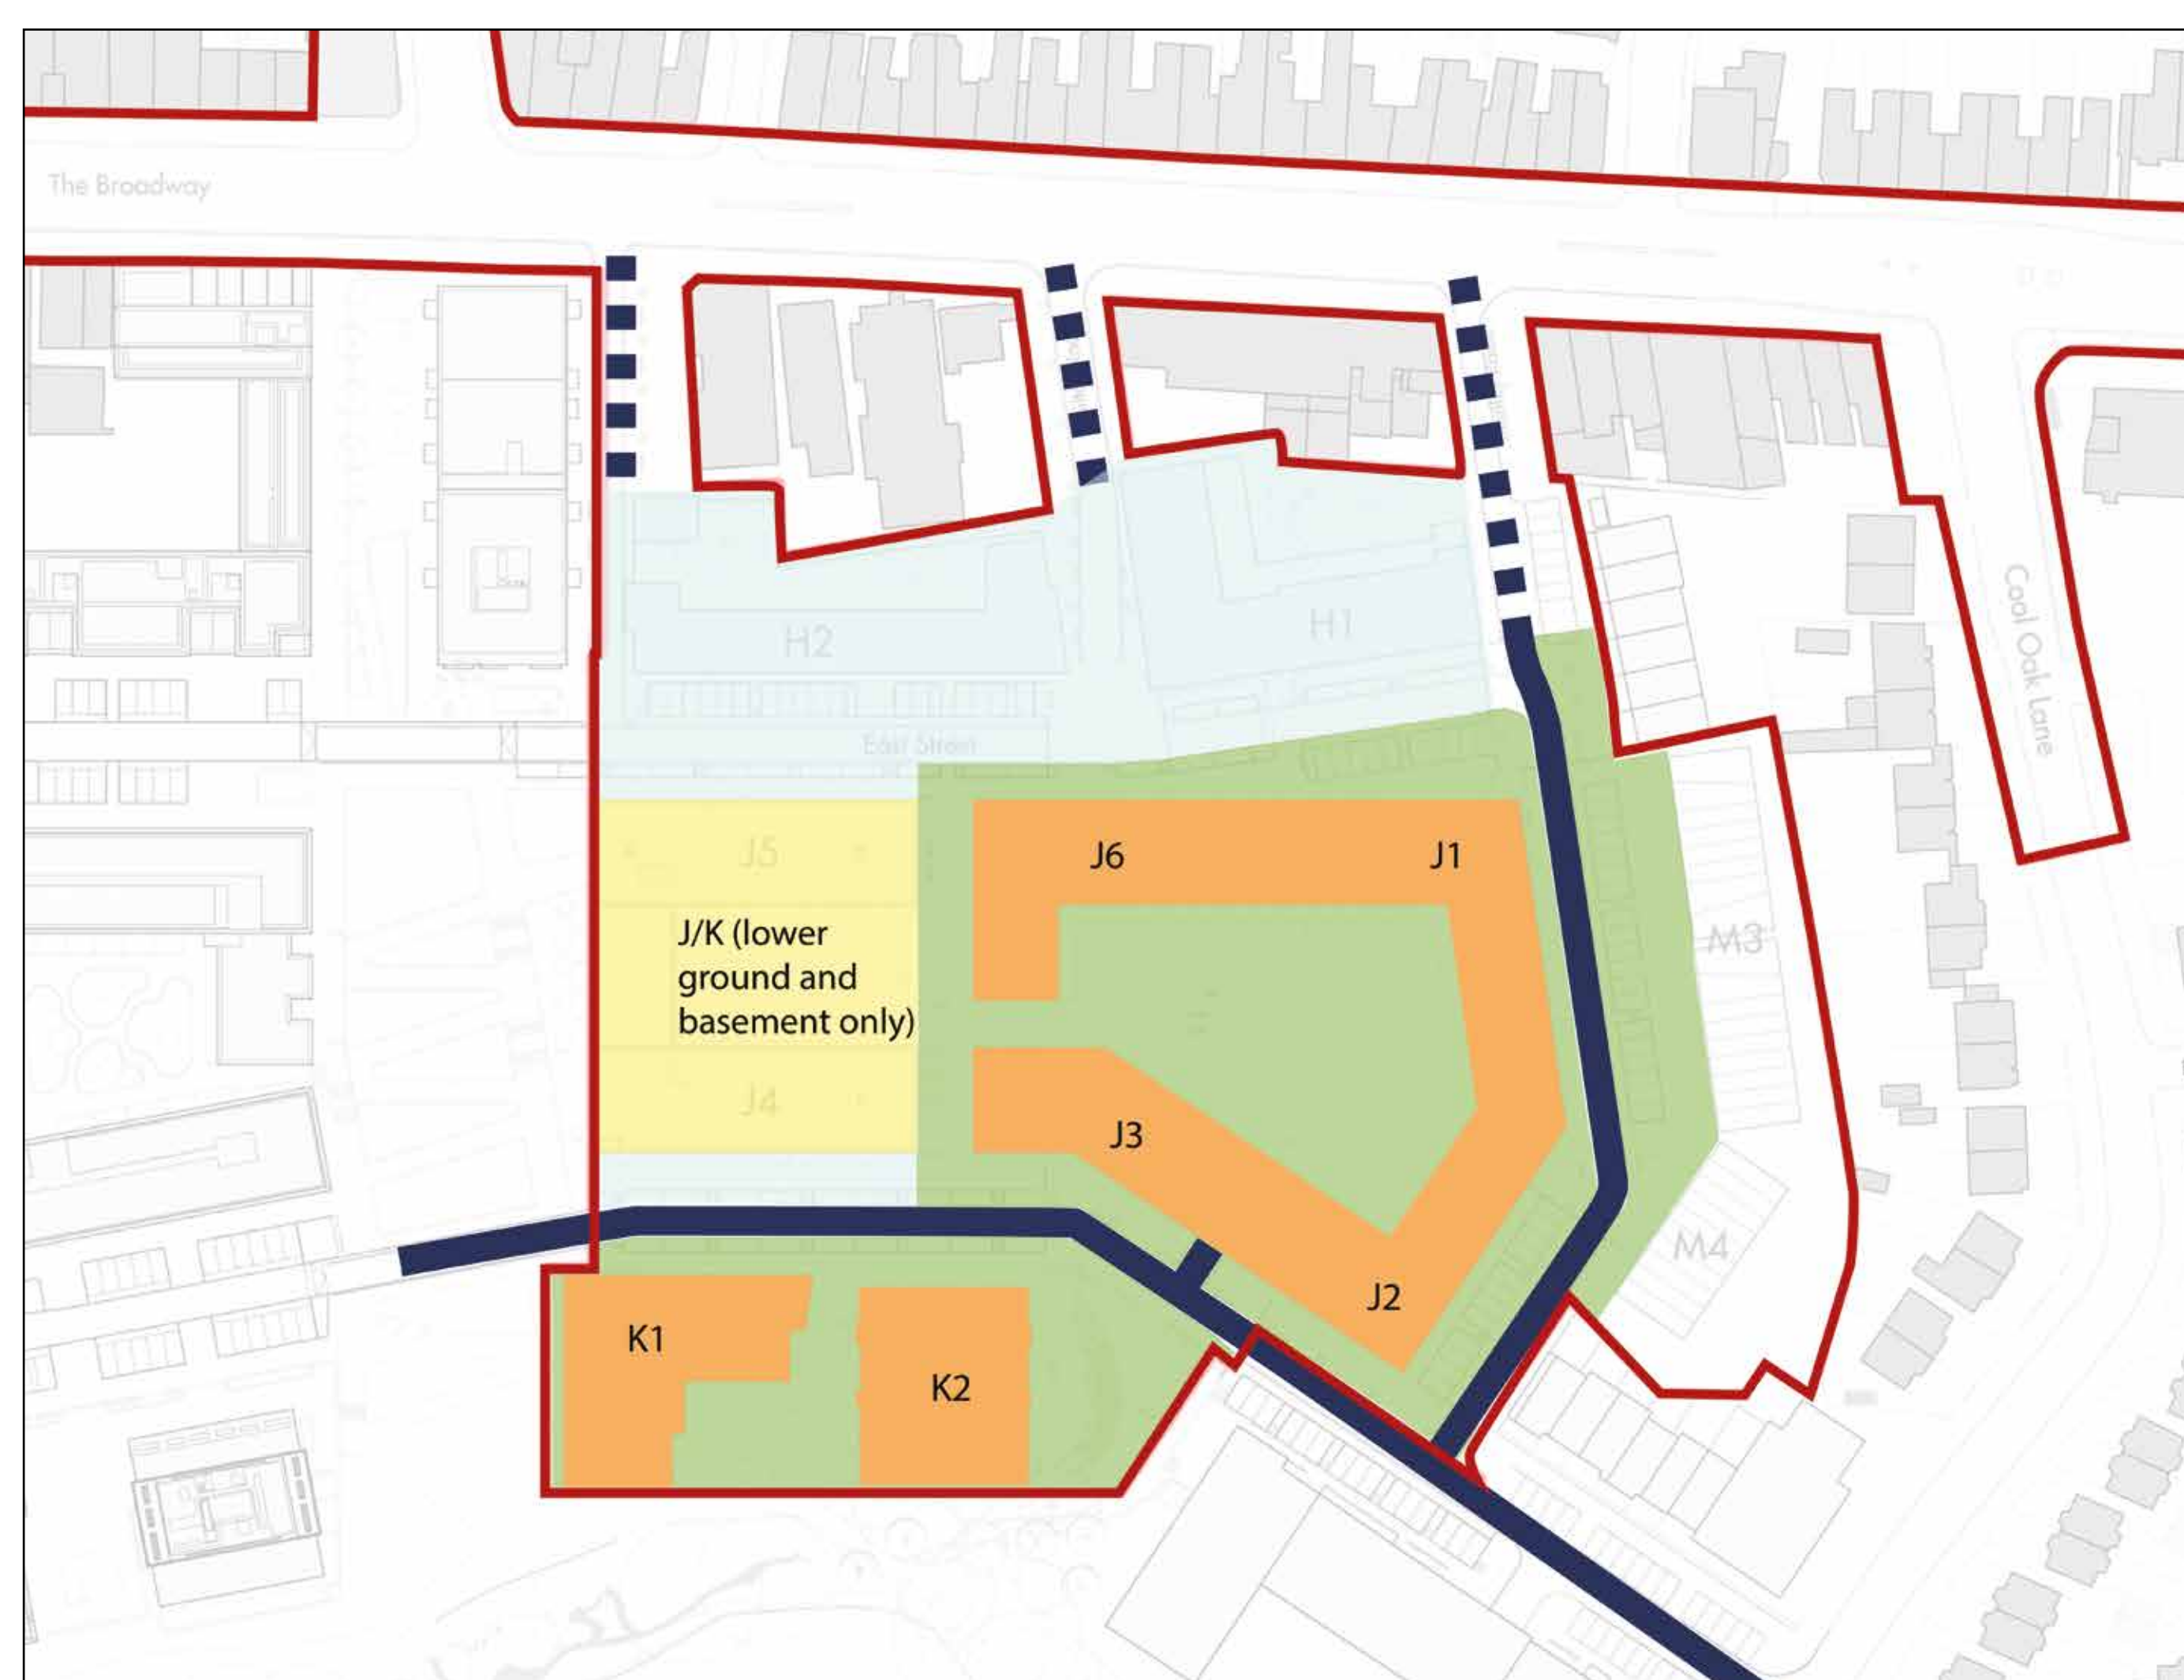 The Broadway
Coal Oak Lane
H2
H1
East Street
J5
J6
J1
J/K (lower
ground and
basement only)
M3
J4
J3
M4
J2
K1
K2